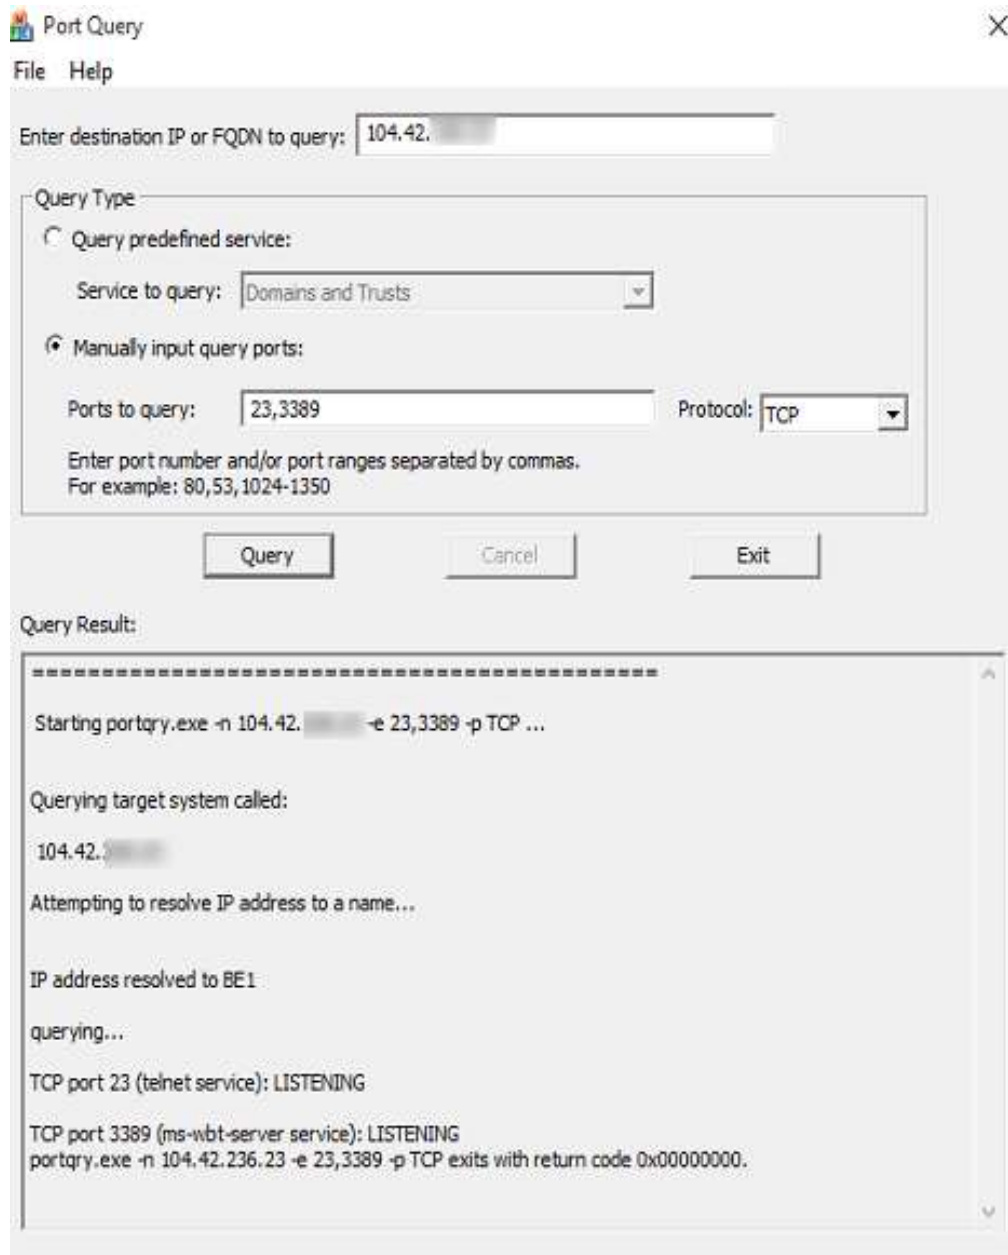 Port Query
File Help
Enter destination IP or FQDN to query: 104.42.
Query Type
Query predefined service:
Service to query: Domains and Trusts
Manually input query ports:
Ports to query: 23,3389 Protocol: TCP
Enter port number and/or port ranges separated by commas.
For example: 80,53,1024-1350
Query Cancel Exit
Query Result:
=============================================
Starting portqry.exe -n 104.42. -e 23,3389 -p TCP ...
Querying target system called:
104.42.
Attempting to resolve IP address to a name...
IP address resolved to BE1
querying...
TCP port 23 (telnet service): LISTENING
TCP port 3389 (ms-wbt-server service): LISTENING
portqry.exe -n 104.42.236.23 -e 23,3389 -p TCP exits with return code 0x00000000.